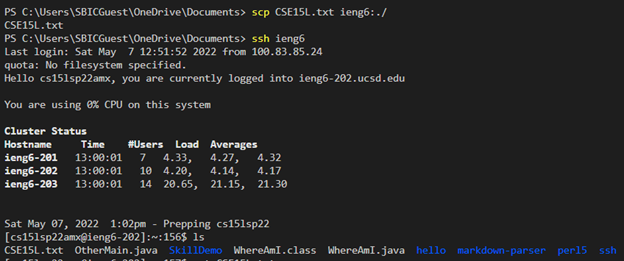 PS C:\Users\SBICGuest\OneDrive\Documents> scp CSE15L.txt ieng6:./
CSE15L.txt
PS C:\Users\SBICGuest\OneDrive\Documents> ssh ieng6
Last login: Sat May  7 12:51:52 2022 from 100.83.85.24
quota: No filesystem specified.
Hello cs15lsp22amx, you are currently logged into ieng6-202.ucsd.edu
You are using 0% CPU on this system
Cluster Status
Hostname     Time    #Users  Load  Averages
ieng6-201   13:00:01   7   4.33,   4.27,   4.32
ieng6-202   13:00:01   10  4.20,   4.14,   4.17
ieng6-203   13:00:01   14  20.65,  21.15,  21.30
Sat May 07, 2022  1:02pm - Prepping cs15lsp22
[cs15lsp22amx@ieng6-202]:~:156$ ls
CSE15L.txt  OtherMain.java  SkillDemo  WhereAmI.class  WhereAmI.java  hello  markdown-parser  perl5  ssh